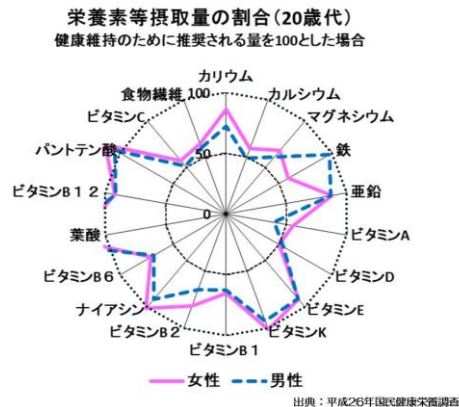 栄養素等摂取量の割合(20歳代)
健康維持のために推奨される量を100とした場合
カリウム
カルシウム
マグネシウム
鉄
亜鉛
ビタミンA
ビタミンD
ビタミンE
ビタミンK
ビタミンB1
ビタミンB2
ナイアシン
ビタミンB6
葉酸
ビタミンB12
パントテン酸
ビタミンC
食物繊維
100
50
0
女性
男性
出典:平成26年国民健康栄養調査